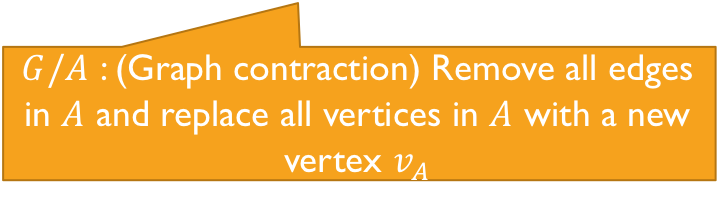 G/A : (Graph contraction) Remove all edges
in A and replace all vertices in A with a new
vertex v_A